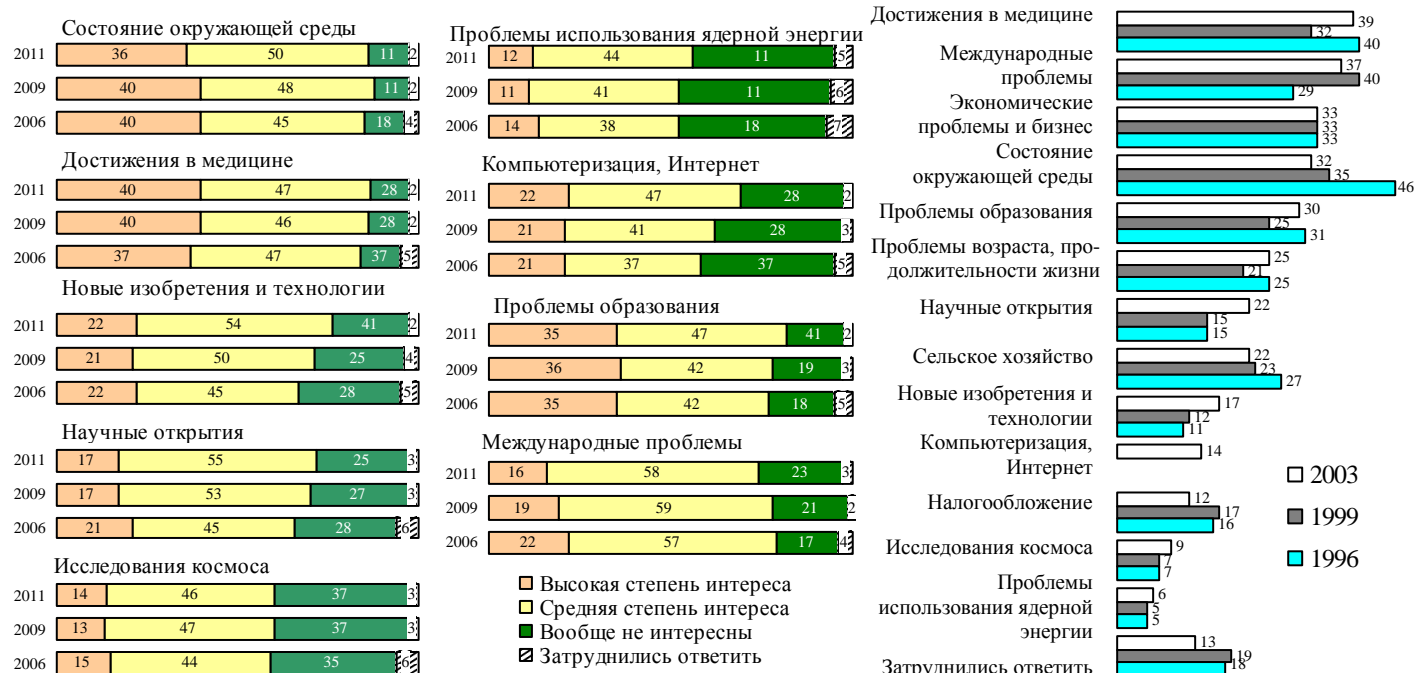 Состояние окружающей среды
2011 36 50 11 2
2009 40 48 11 2
2006 40 45 18 4
Достижения в медицине
2011 40 47 28 2
2009 40 46 28 2
2006 37 47 37 5
Новые изобретения и технологии
2011 22 54 41 2
2009 21 50 25 4
2006 22 45 28 5
Научные открытия
2011 17 55 25 3
2009 17 53 27 3
2006 21 45 28 6
Исследования космоса
2011 14 46 37 3
2009 13 47 37 3
2006 15 44 35 6
Проблемы использования ядерной энергии
2011 12 44 11 5
2009 11 41 11 6
2006 14 38 18 7
Компьютеризация, Интернет
2011 22 47 28 2
2009 21 41 28 3
2006 21 37 37 5
Проблемы образования
2011 35 47 41 2
2009 36 42 19 3
2006 35 42 18 5
Международные проблемы
2011 16 58 23 3
2009 19 59 21 2
2006 22 57 17 4
Высокая степень интереса
Средняя степень интереса
Вообще не интересны
Затруднились ответить
Достижения в медицине
39
32
40
Международные
проблемы
37
40
29
Экономические
проблемы и бизнес
33
33
33
Состояние
окружающей среды
32
35
46
Проблемы образования
30
25
31
Проблемы возраста, про-
должительности жизни
25
21
25
Научные открытия
22
15
15
Сельское хозяйство
22
23
27
Новые изобретения и
технологии
17
12
11
Компьютеризация,
Интернет
14
Налогообложение
12
17
16
Исследования космоса
9
7
7
Проблемы
использования ядерной
энергии
6
5
5
Затруднились ответить
13
19
18
2003
1999
1996